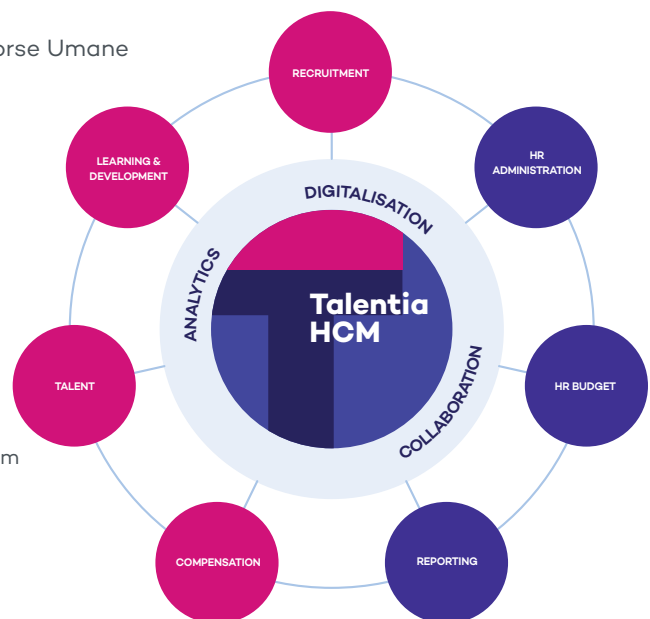 orse Umane
RECRUITMENT
LEARNING &
DEVELOPMENT
HR
ADMINISTRATION
DIGITALISATION
ANALYTICS
Talentia
HCM
COLLABORATION
TALENT
HR BUDGET
m
COMPENSATION
REPORTING